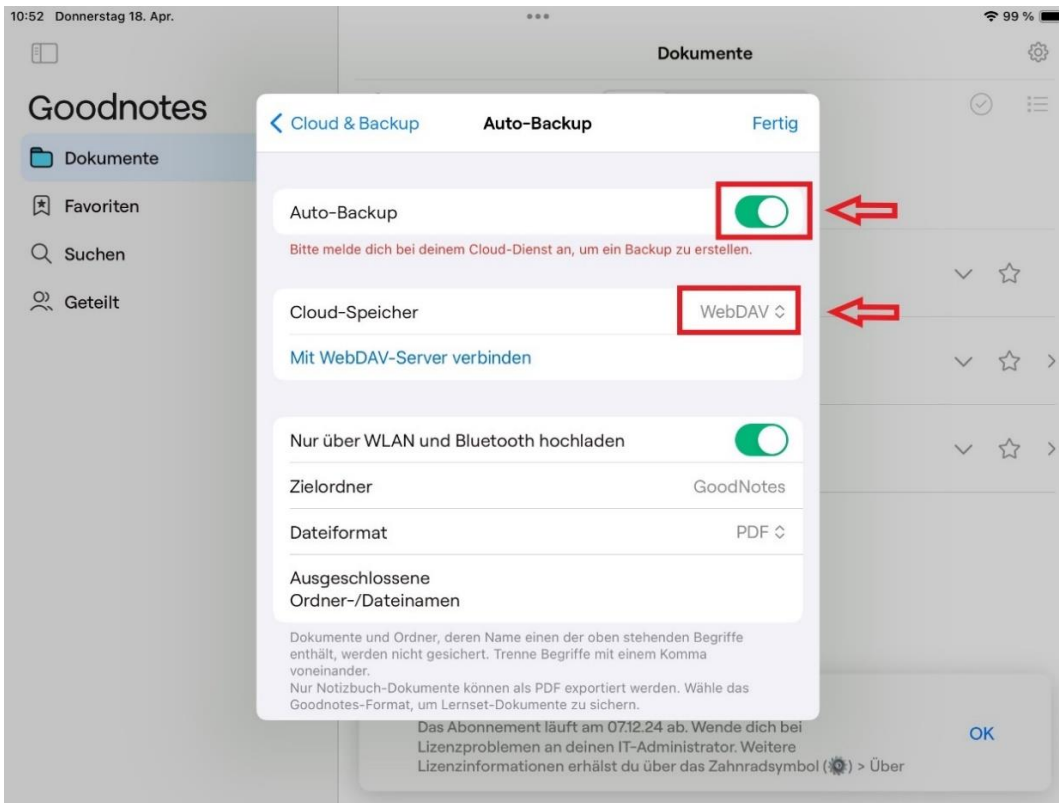 10:52 Donnerstag 18. Apr.
99 %
Dokumente
Goodnotes
Dokumente
Favoriten
Suchen
Geteilt
Cloud & Backup
Auto-Backup
Fertig
Auto-Backup
Bitte melde dich bei deinem Cloud-Dienst an, um ein Backup zu erstellen.
Cloud-Speicher
WebDAV
Mit WebDAV-Server verbinden
Nur über WLAN und Bluetooth hochladen
Zielordner
GoodNotes
Dateiformat
PDF
Ausgeschlossene
Ordner-/Dateinamen
Dokumente und Ordner, deren Name einen der oben stehenden Begriffe
enthält, werden nicht gesichert. Trenne Begriffe mit einem Komma
voneinander.
Nur Notizbuch-Dokumente können als PDF exportiert werden. Wähle das
Goodnotes-Format, um Lernset-Dokumente zu sichern.
Das Abonnement läuft am 07.12.24 ab. Wende dich bei
Lizenzproblemen an deinen IT-Administrator. Weitere
Lizenzinformationen erhälst du über das Zahnradsymbol (⚙) > Über
OK